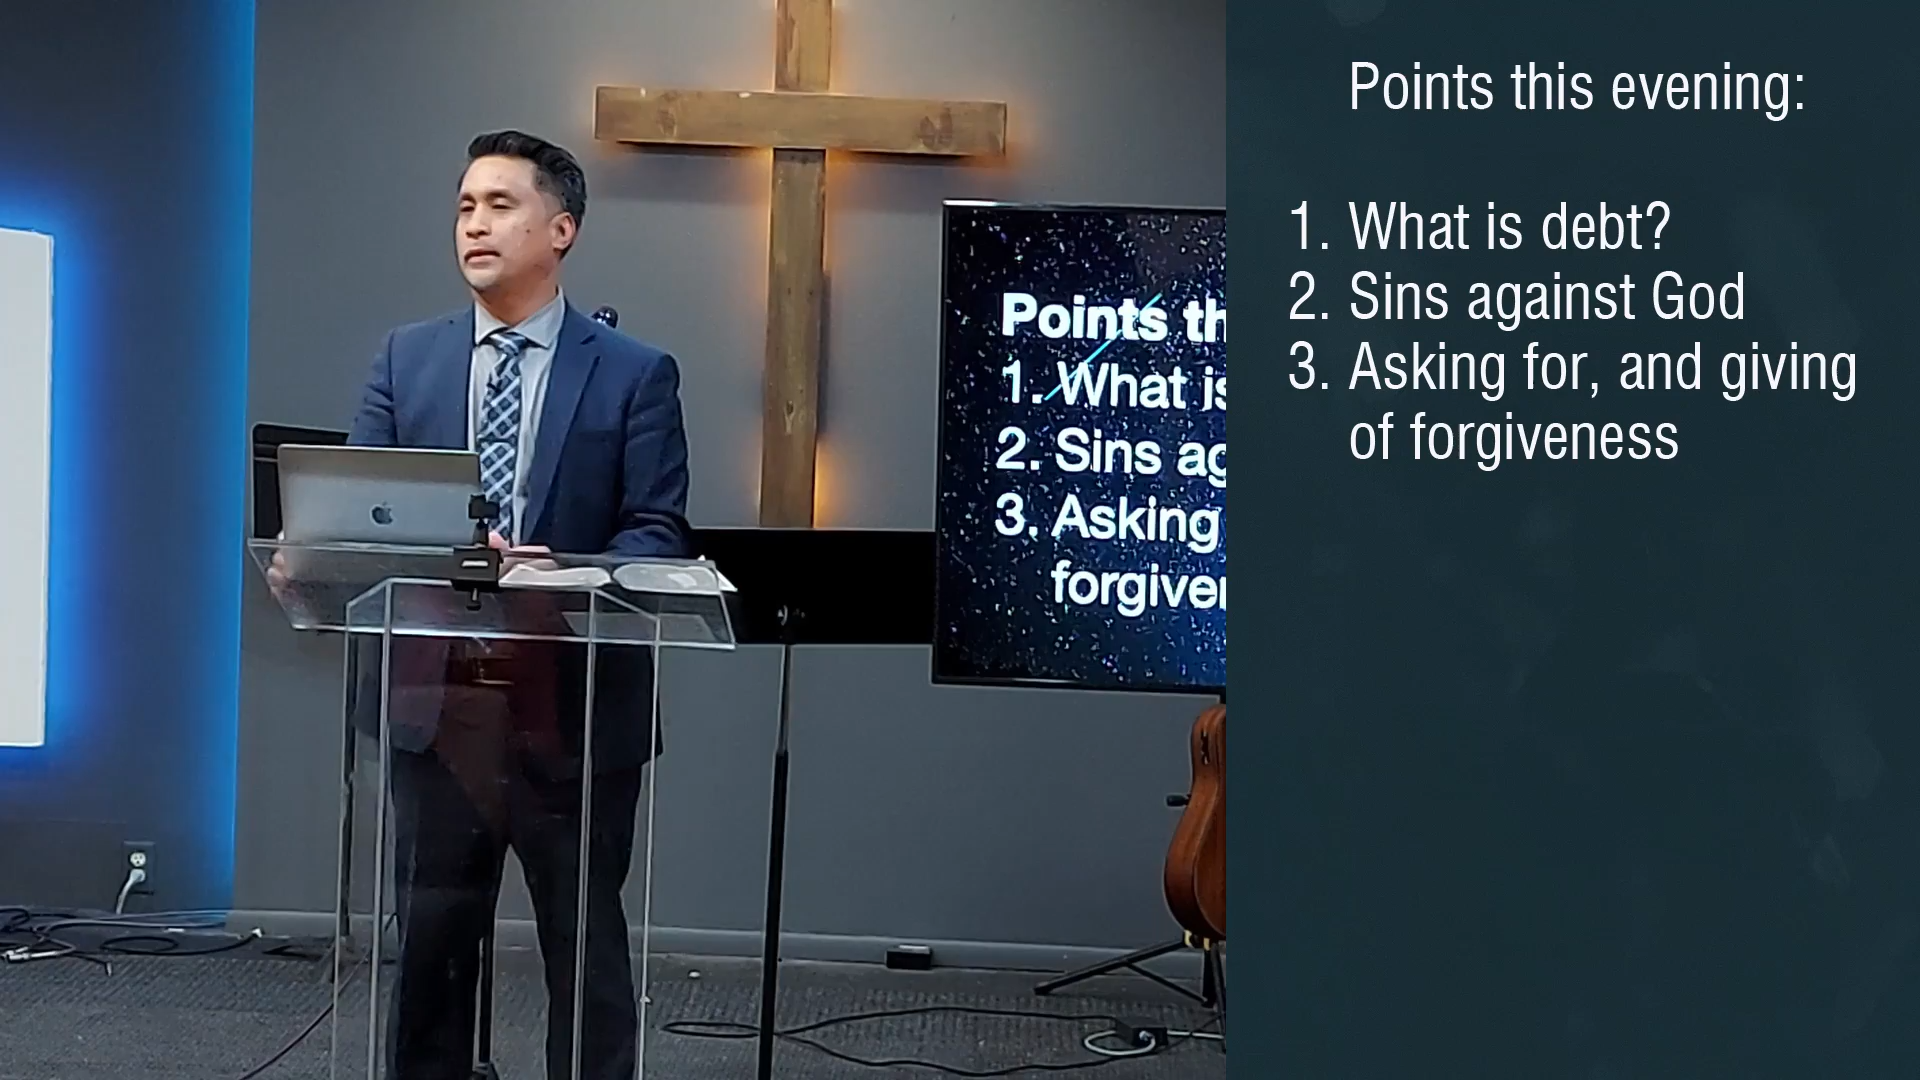 Points this evening:
1. What is debt?
2. Sins against God
3. Asking for, and giving
of forgiveness
Points th
1. What is
2. Sins ag
3. Asking
forgive